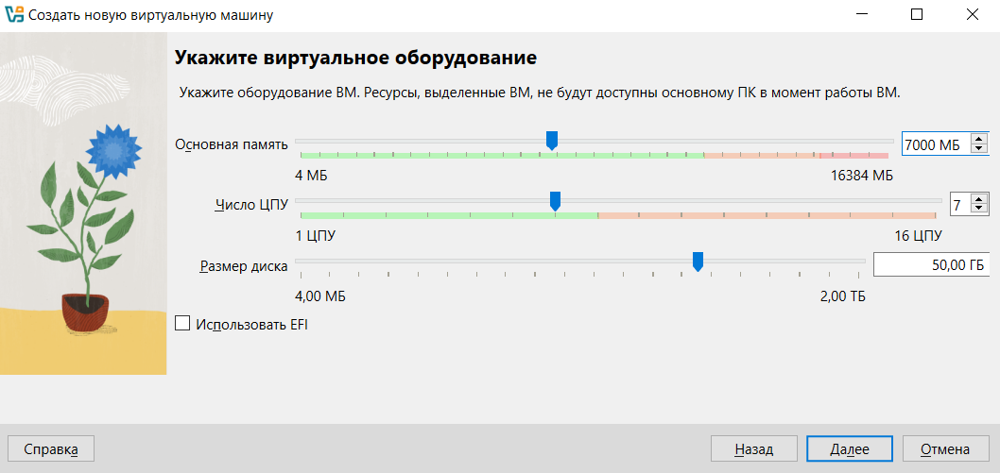 Создать новую виртуальную машину
Укажите виртуальное оборудование
Укажите оборудование ВМ. Ресурсы, выделенные ВМ, не будут доступны основному ПК в момент работы ВМ.
Основная память 7000 МБ
4 МБ 16384 МБ
Число ЦПУ 7
1 ЦПУ 16 ЦПУ
Размер диска 50,00 ГБ
4,00 МБ 2,00 ТБ
Использовать EFI
Справка Назад Далее Отмена